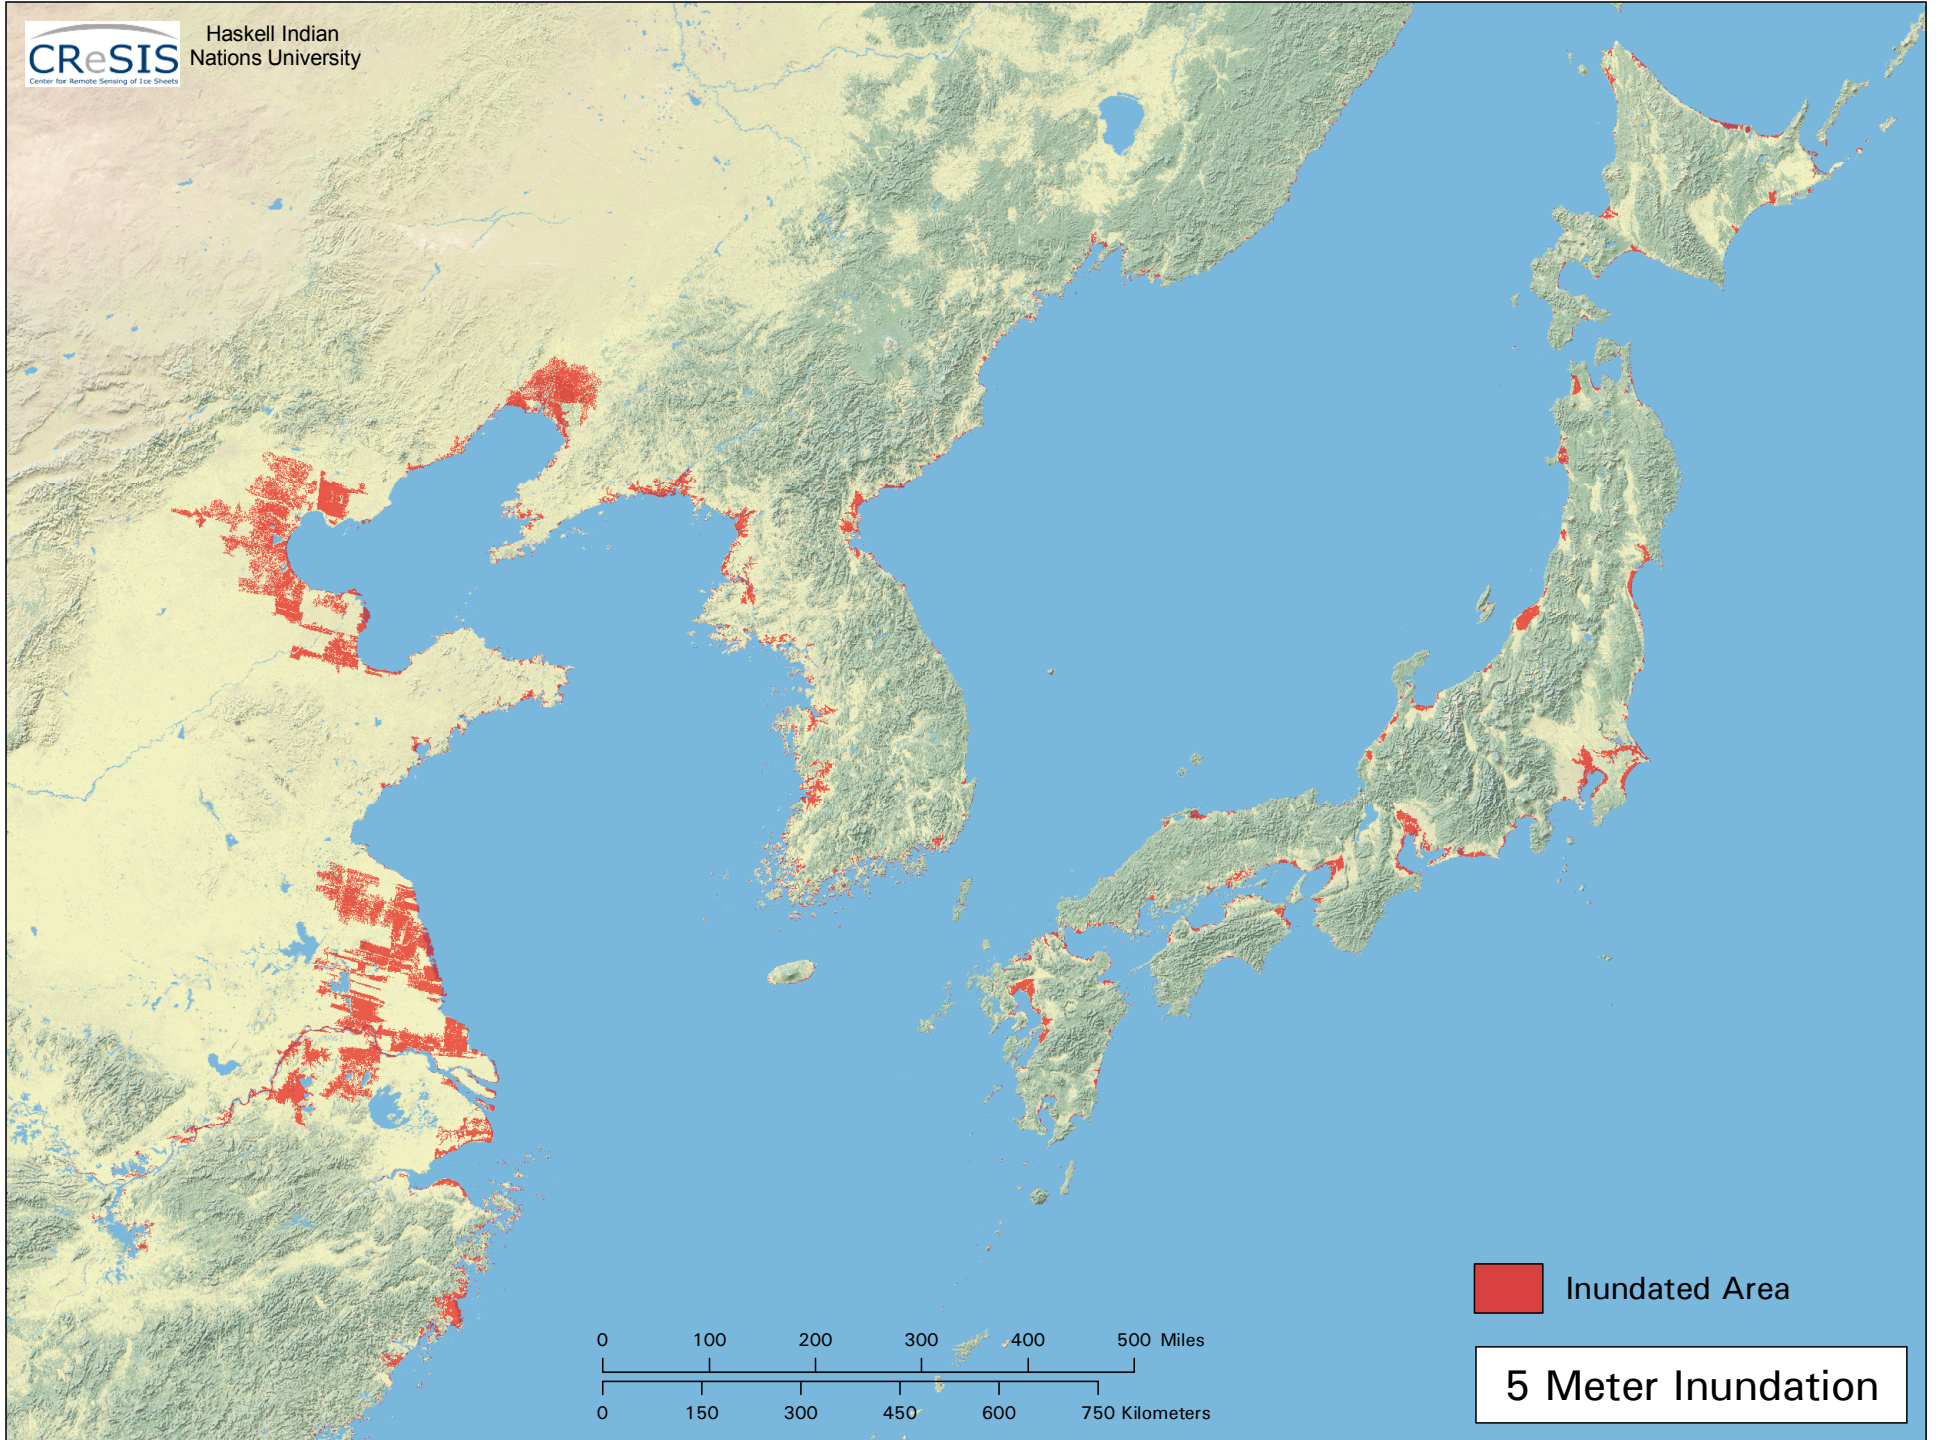 CReSIS
Center for Remote Sensing of Ice Sheets
Haskell Indian
Nations University
Inundated Area
5 Meter Inundation
0 100 200 300 400 500 Miles
0 150 300 450 600 750 Kilometers